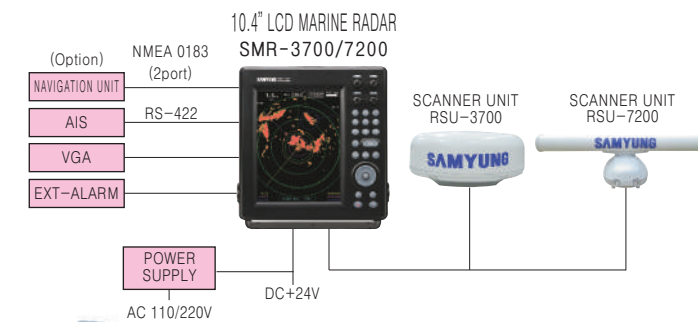 10.4" LCD MARINE RADAR
SMR-3700/7200
(Option)
NMEA 0183
(2port)
NAVIGATION UNIT
AIS
RS-422
VGA
EXT-ALARM
SCANNER UNIT
RSU-3700
SCANNER UNIT
RSU-7200
SAMYUNG
SAMYUNG
POWER
SUPPLY
DC+24V
AC 110/220V